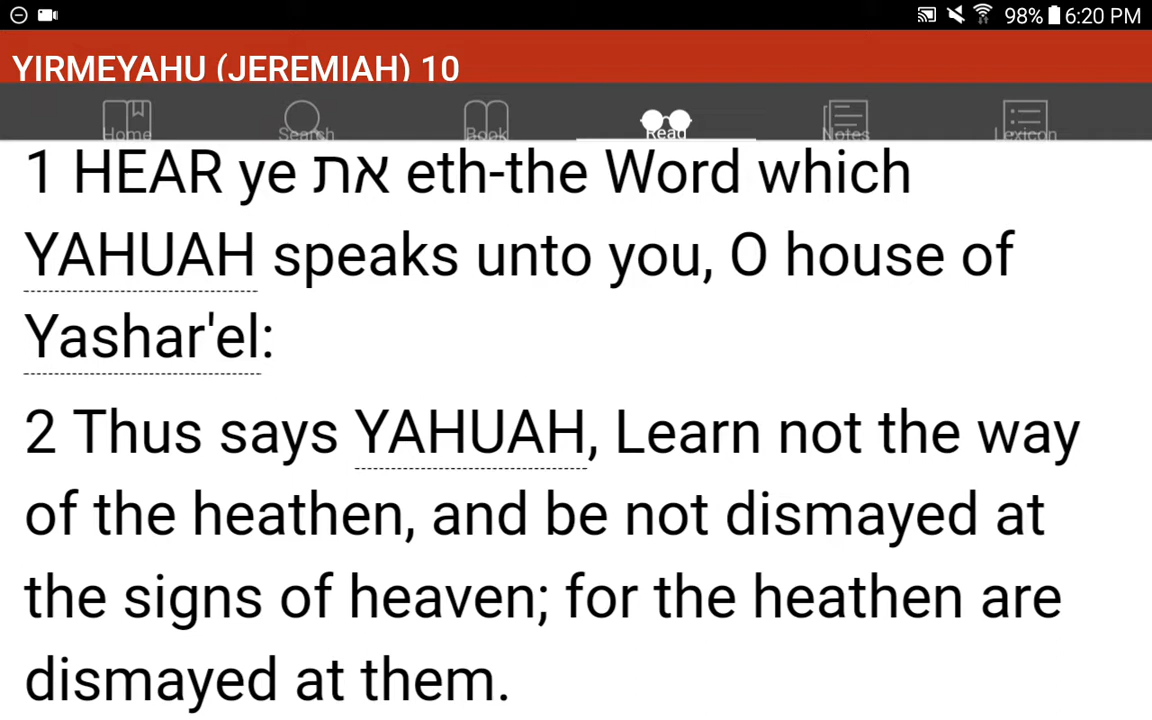 98% 6:20 PM
YIRMEYAHU (JEREMIAH) 10
Home Search Book Read Notes Lexicon
1 HEAR ye את eth-the Word which
YAHUAH speaks unto you, O house of
Yashar'el:
2 Thus says YAHUAH, Learn not the way
of the heathen, and be not dismayed at
the signs of heaven; for the heathen are
dismayed at them.